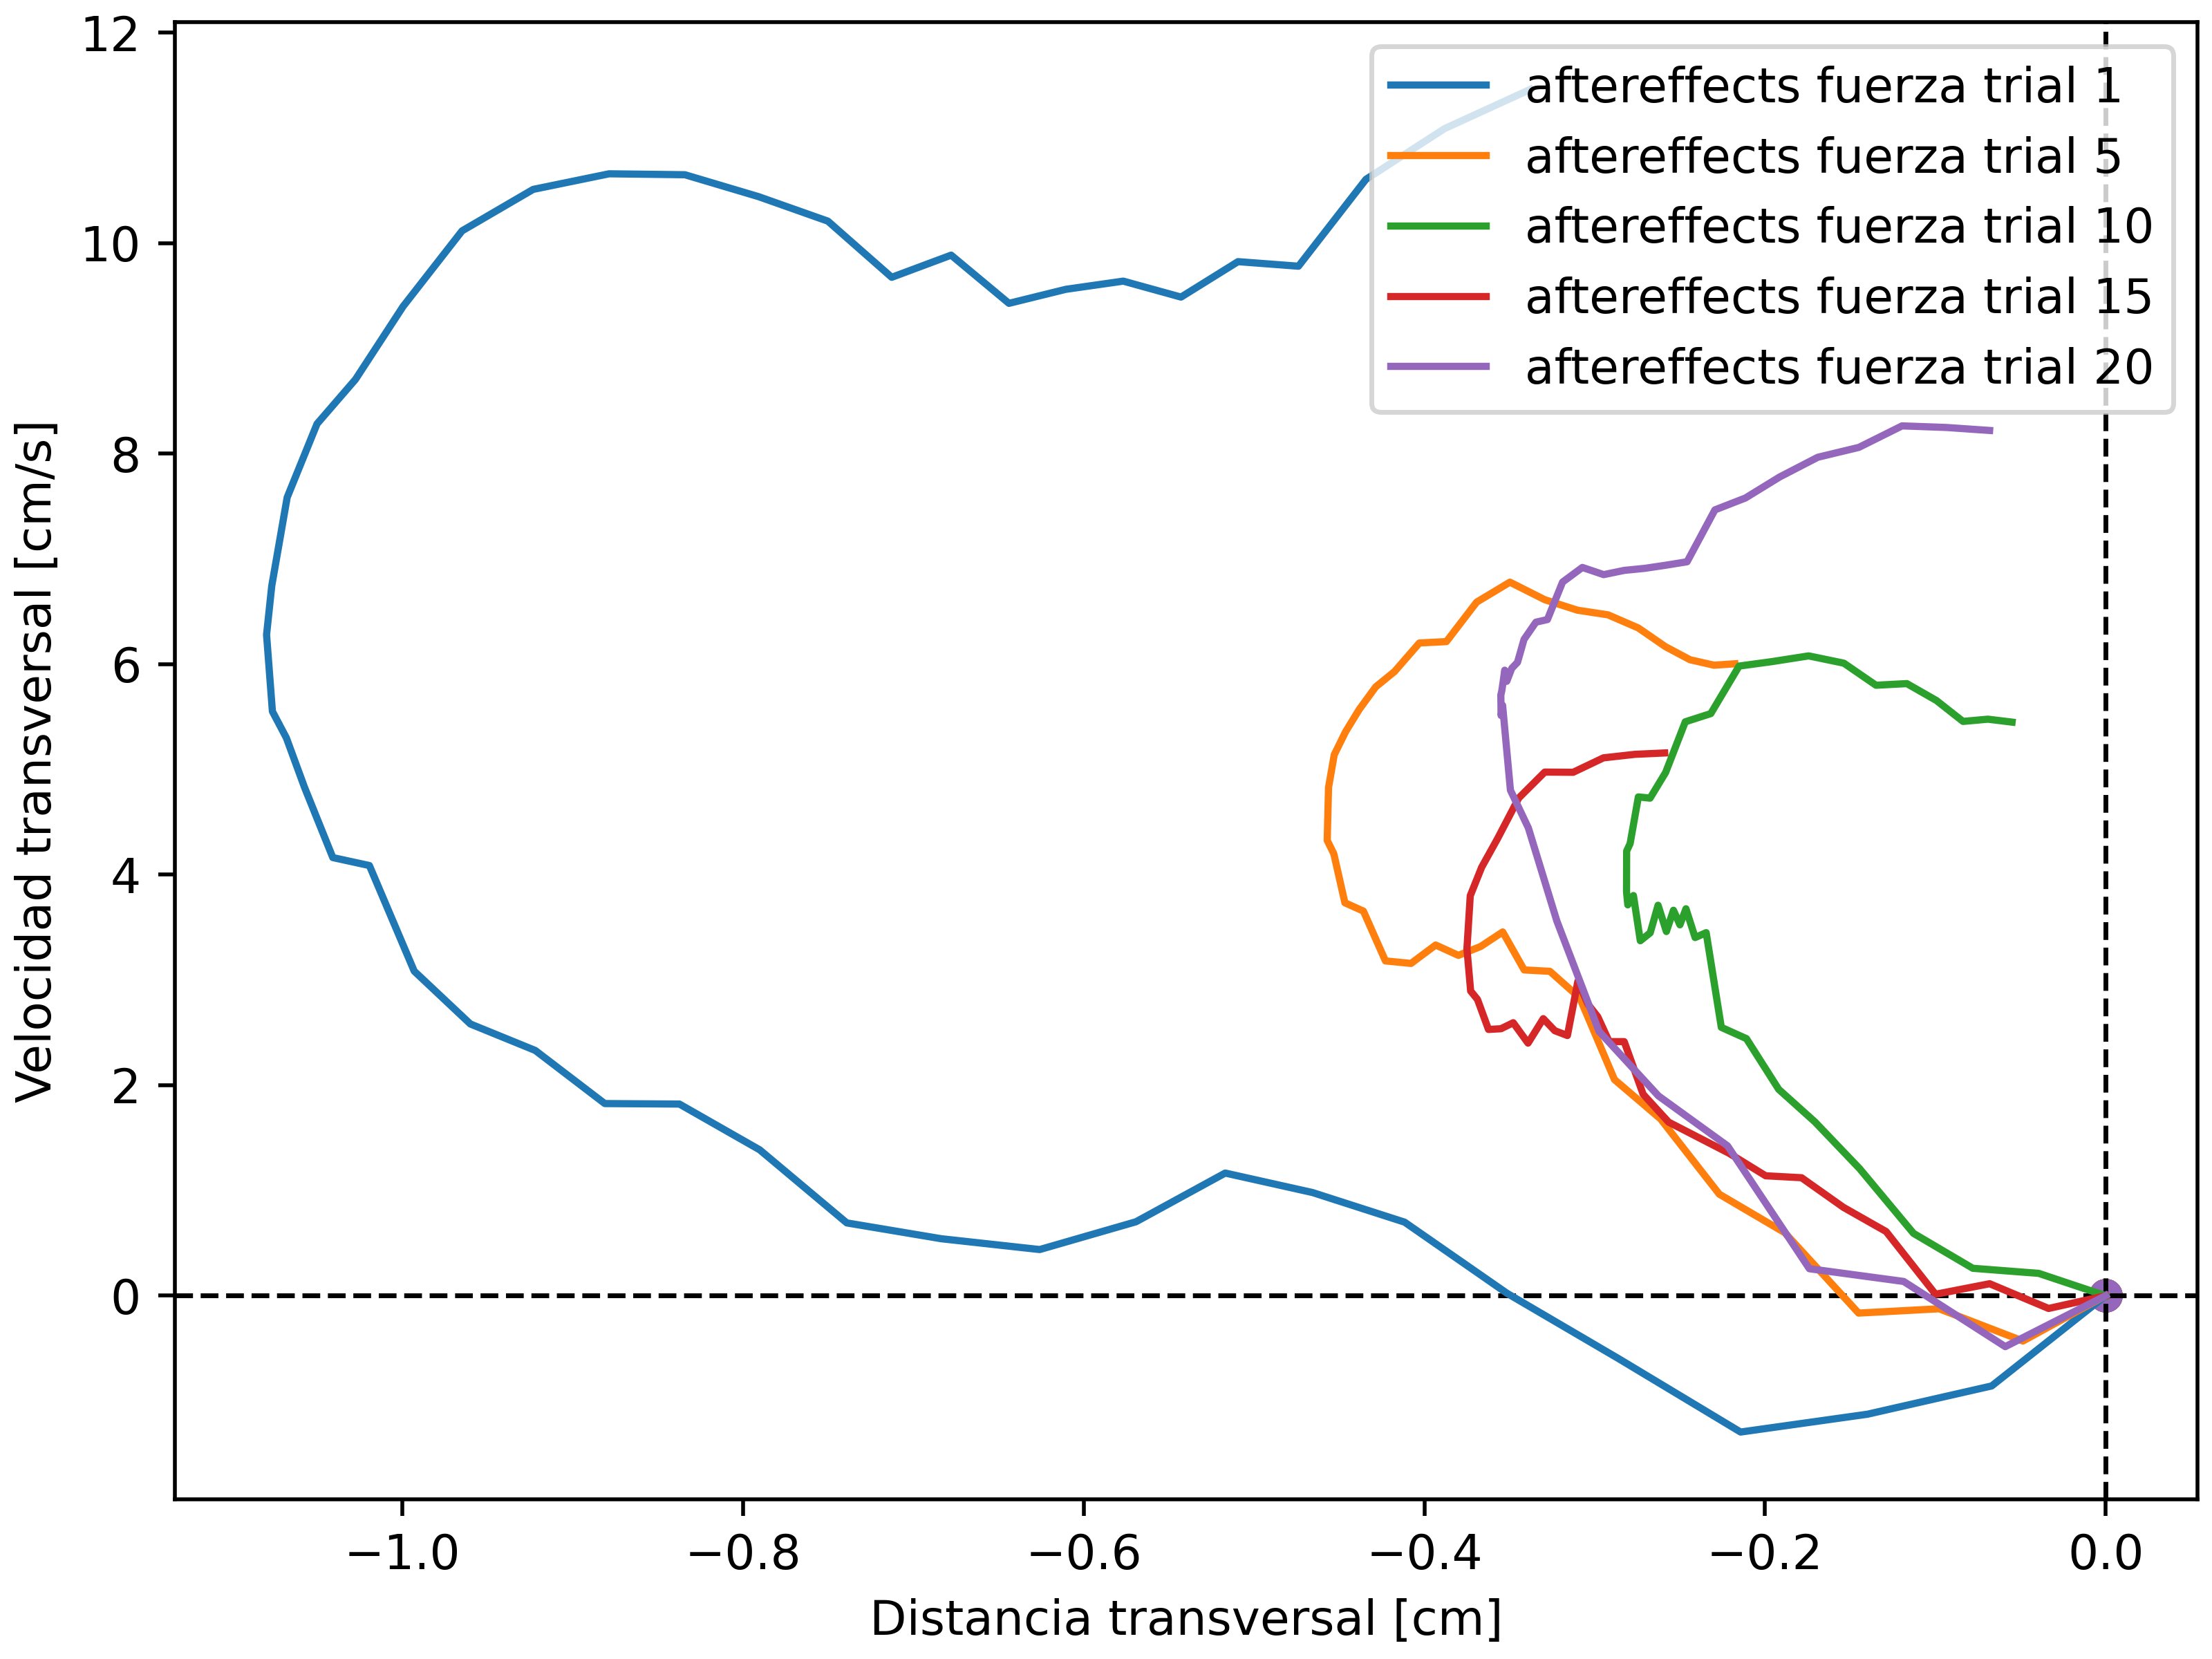 12
10
8
6
4
2
0
Velocidad transversal [cm/s]
aftereffects fuerza trial 1
aftereffects fuerza trial 5
aftereffects fuerza trial 10
aftereffects fuerza trial 15
aftereffects fuerza trial 20
−1.0 −0.8 −0.6 −0.4 −0.2 0.0
Distancia transversal [cm]